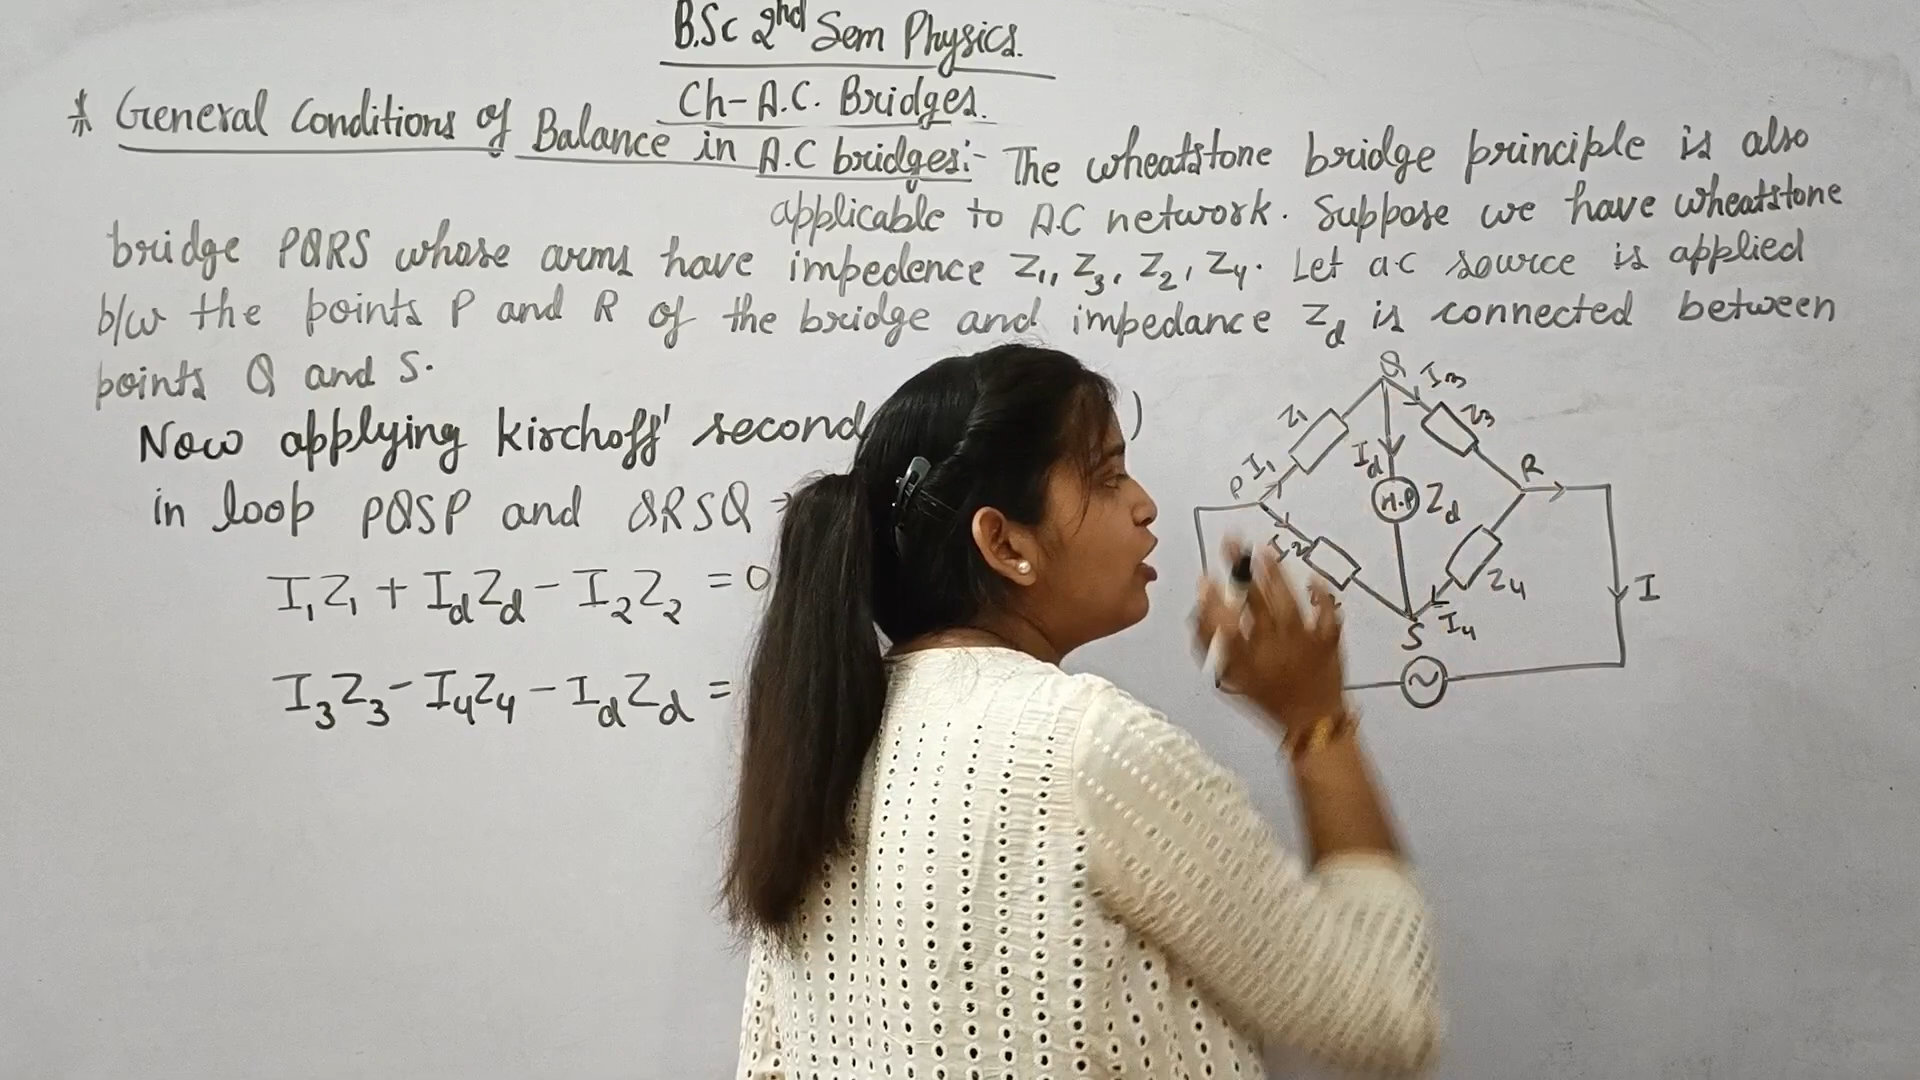 B.Sc 2nd Sem Physics.
Ch-A.C. Bridges.
* General Conditions of Balance in A.C bridges:- The wheatstone bridge principle is also
applicable to A.C network. Suppose we have wheatstone
bridge PQRS whose arms have impedence Z1, Z3, Z2, Z4. Let a.c source is applied
b/w the points P and R of the bridge and impedance Zd is connected between
points Q and S.
Now applying kirchoff' second )
in loop PQSP and QRSQ
I1Z1 + IdZd - I2Z2 = 0
I3Z3 - I4Z4 - IdZd =
Q
I3
Z1
Z3
Id
I1
P
R
H.P
Zd
I2
Z4
I
S
I4
~